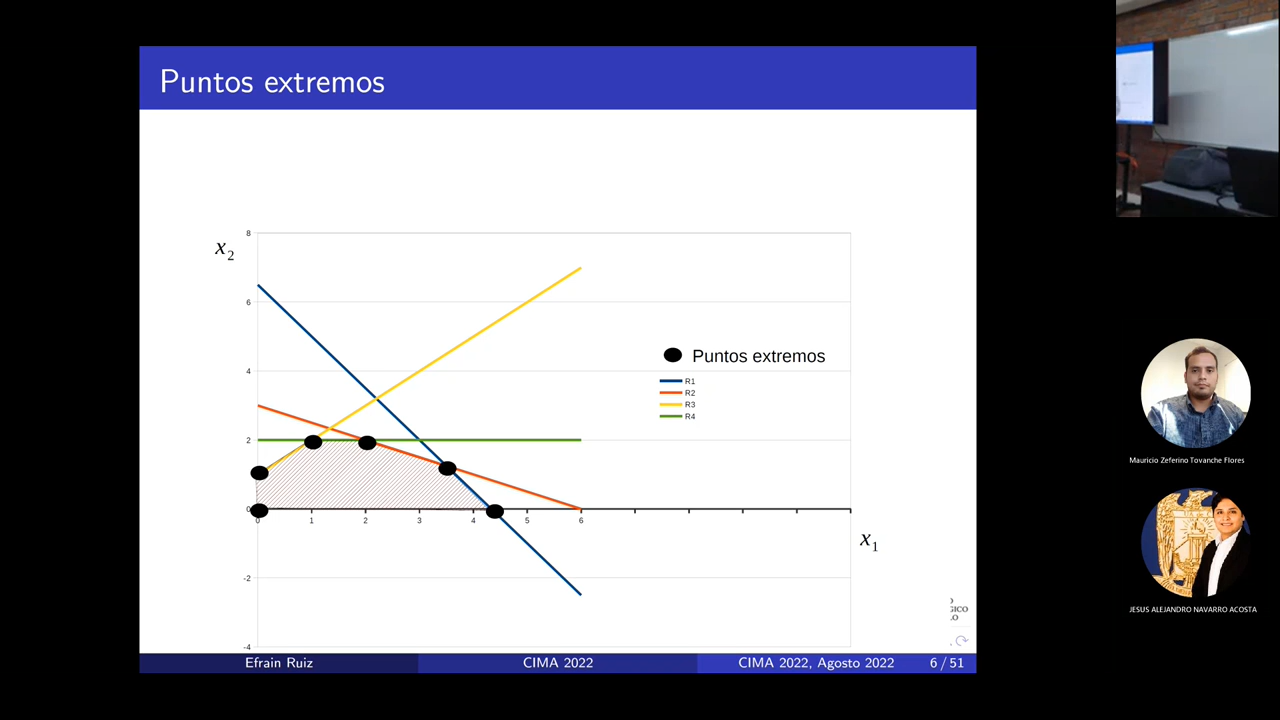 Puntos extremos
x2
8
6
4
2
0
-2
-4
0 1 2 3 4 5 6
x1
Puntos extremos
R1
R2
R3
R4
GICO
Efrain Ruiz
CIMA 2022
CIMA 2022, Agosto 2022
6 / 51
Mauricio Zeferino Tovanche Flores
JESUS ALEJANDRO NAVARRO ACOSTA